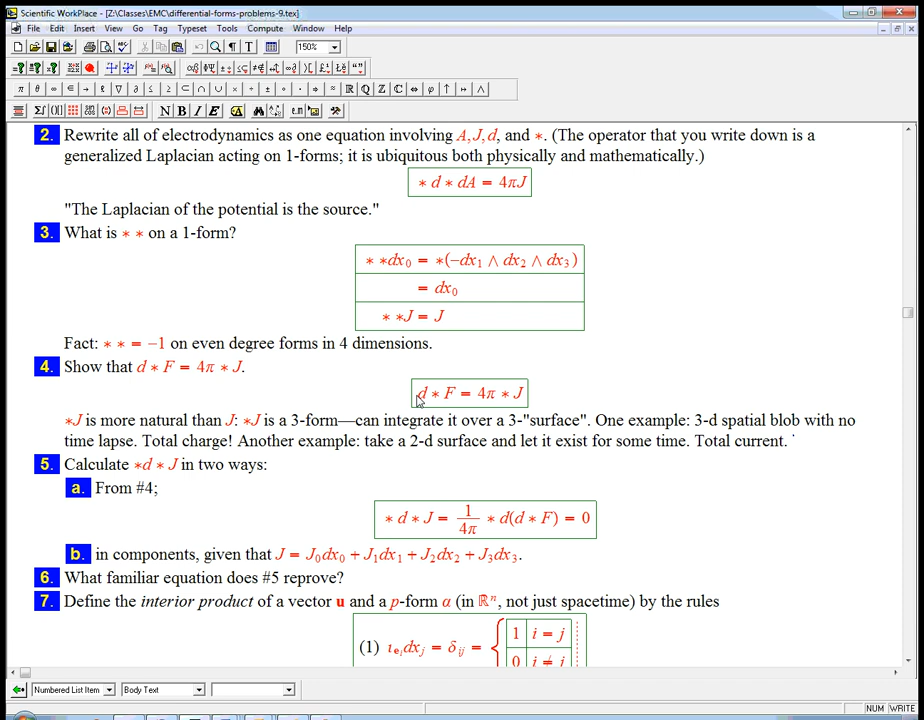 Scientific WorkPlace - [Z:\Classes\EMC\differential-forms-problems-9.tex]
File Edit Insert View Go Tag Typeset Tools Compute Window Help
150%
N B I E
2. Rewrite all of electrodynamics as one equation involving A, J, d, and *. (The operator that you write down is a
generalized Laplacian acting on 1-forms; it is ubiquitous both physically and mathematically.)
* d * dA = 4πJ
"The Laplacian of the potential is the source."
3. What is * * on a 1-form?
* *dx₀ = *(−dx₁ ∧ dx₂ ∧ dx₃)
= dx₀
* *J = J
Fact: * * = −1 on even degree forms in 4 dimensions.
4. Show that d * F = 4π * J.
d * F = 4π * J
*J is more natural than J: *J is a 3-form—can integrate it over a 3-"surface". One example: 3-d spatial blob with no
time lapse. Total charge! Another example: take a 2-d surface and let it exist for some time. Total current.
5. Calculate *d * J in two ways:
a. From #4;
* d * J = 1/4π * d(d * F) = 0
b. in components, given that J = J₀dx₀ + J₁dx₁ + J₂dx₂ + J₃dx₃.
6. What familiar equation does #5 reprove?
7. Define the interior product of a vector u and a p-form α (in ℝⁿ, not just spacetime) by the rules
(1) ιₑᵢdxⱼ = δᵢⱼ = { 1 i = j
0 i ≠ j
Numbered List Item Body Text
NUM WRITE